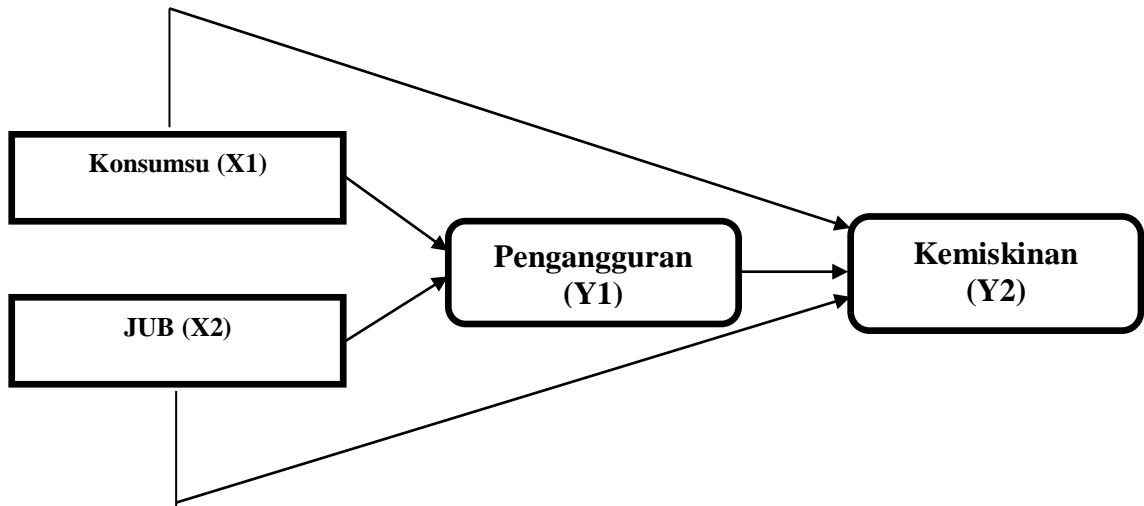 Konsumsu (X1)
Pengangguran
(Y1)
Kemiskinan
(Y2)
JUB (X2)